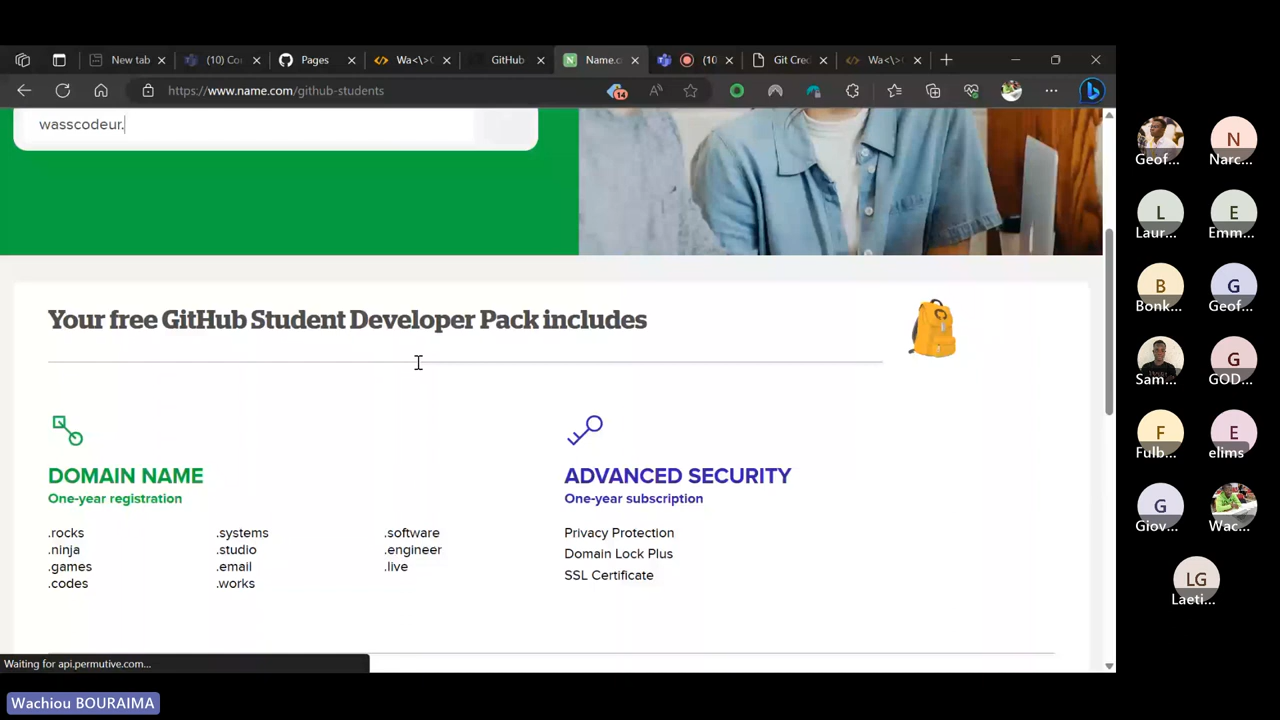 New tab
(10) Co
Pages
Wa<\>C
GitHub
Name.c
(10
Git Crec
Wa<\>C
https://www.name.com/github-students
14
wasscodeur.
Your free GitHub Student Developer Pack includes
DOMAIN NAME
One-year registration
.rocks
.ninja
.games
.codes
.systems
.studio
.email
.works
.software
.engineer
.live
ADVANCED SECURITY
One-year subscription
Privacy Protection
Domain Lock Plus
SSL Certificate
Waiting for api.permutive.com...
Wachiou BOURAIMA
Geof...
N
Narc...
L
Laur...
E
Emm...
B
Bonk...
G
Geof...
Sam...
G
GOD...
F
Fulb...
E
elims
G
Giov...
Wac...
LG
Laeti...